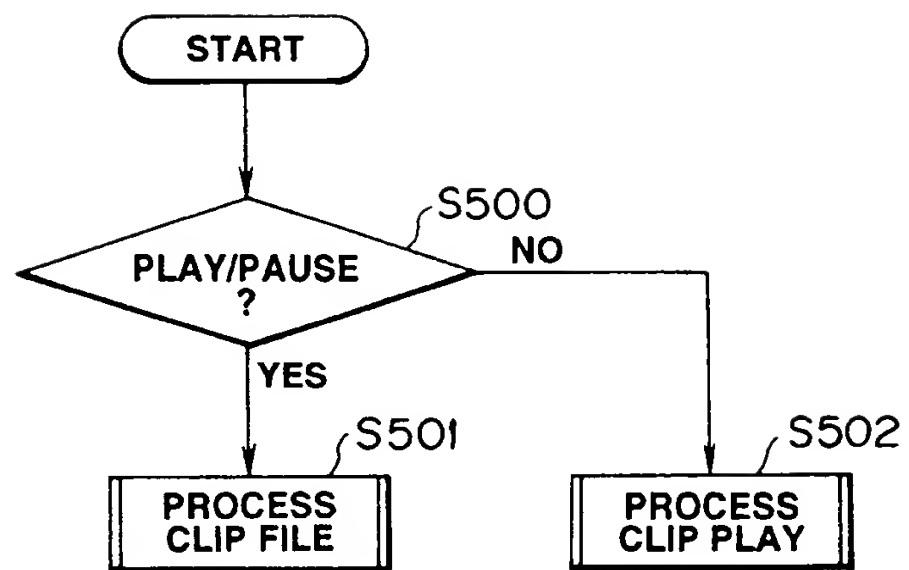 START
S500
PLAY/PAUSE
?
NO
YES
S501
PROCESS
CLIP FILE
S502
PROCESS
CLIP PLAY